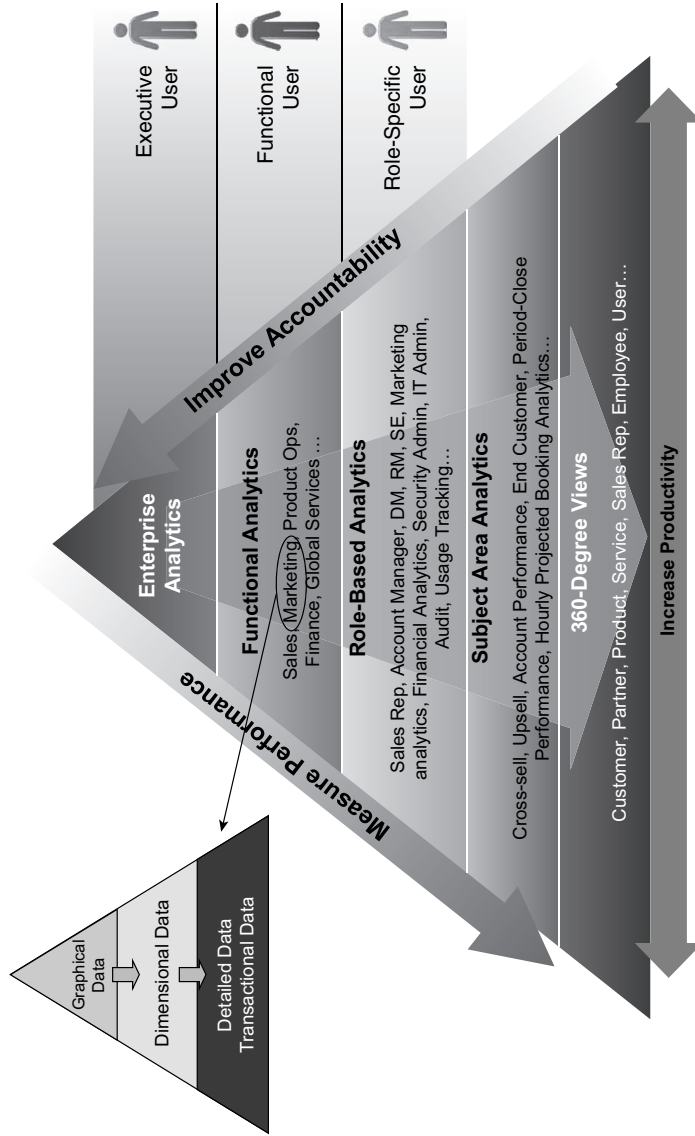 Graphical
Data
Dimensional Data
Detailed Data
Transactional Data
Measure Performance
Improve Accountability
Enterprise
Analytics
Functional Analytics
Sales, Marketing, Product Ops,
Finance, Global Services …
Role-Based Analytics
Sales Rep, Account Manager, DM, RM, SE, Marketing
analytics, Financial Analytics, Security Admin, IT Admin,
Audit, Usage Tracking…
Subject Area Analytics
Cross-sell, Upsell, Account Performance, End Customer, Period-Close
Performance, Hourly Projected Booking Analytics…
360-Degree Views
Customer, Partner, Product, Service, Sales Rep, Employee, User…
Increase Productivity
Executive
User
Functional
User
Role-Specific
User